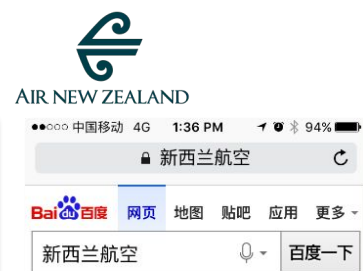 AIR NEW ZEALAND
中国移动 4G 1:36 PM 94%
新西兰航空
Bai百度 网页 地图 贴吧 应用 更多
新西兰航空 百度一下